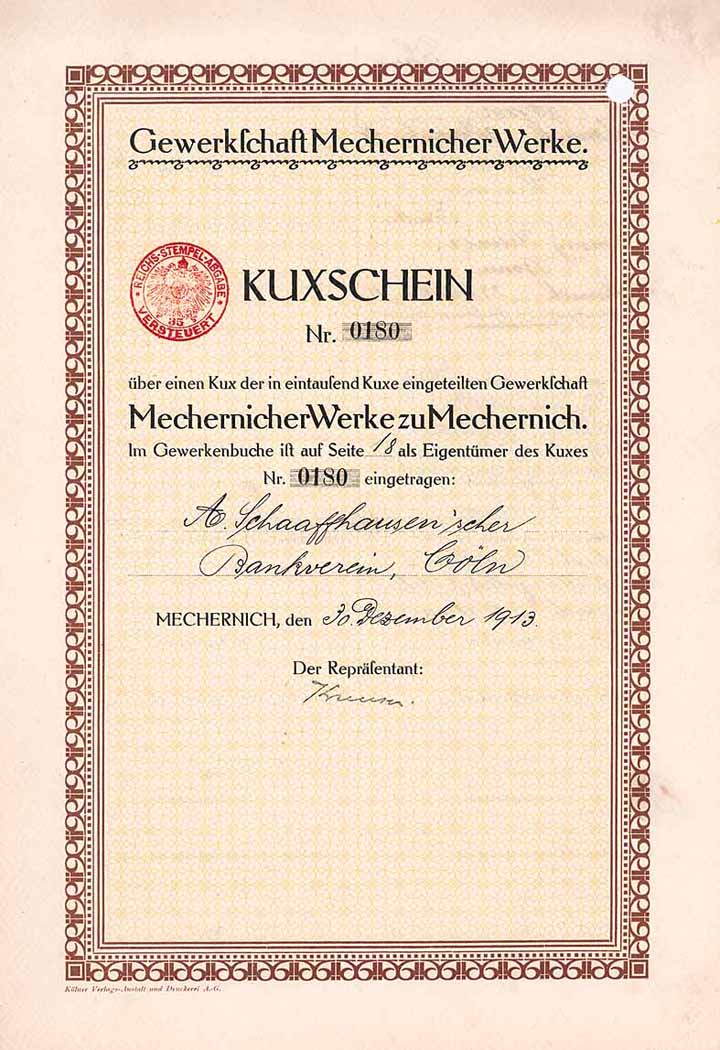 Gewerkſchaft Mechernicher Werke.
REICHS-STEMPEL-ABGABE
35
VERSTEUERT
KUXSCHEIN
Nr. 0180
über einen Kux der in eintauſend Kuxe eingeteilten Gewerkſchaft
Mechernicher Werke zu Mechernich.
Im Gewerkenbuche iſt auf Seite 18 als Eigentümer des Kuxes
Nr. 0180 eingetragen:
A. Schaaffhausen'scher
Bankverein, Cöln
MECHERNICH, den 30. Dezember 1913.
Der Repräſentant:
Kölner Verlags-Anstalt und Druckerei A.-G.